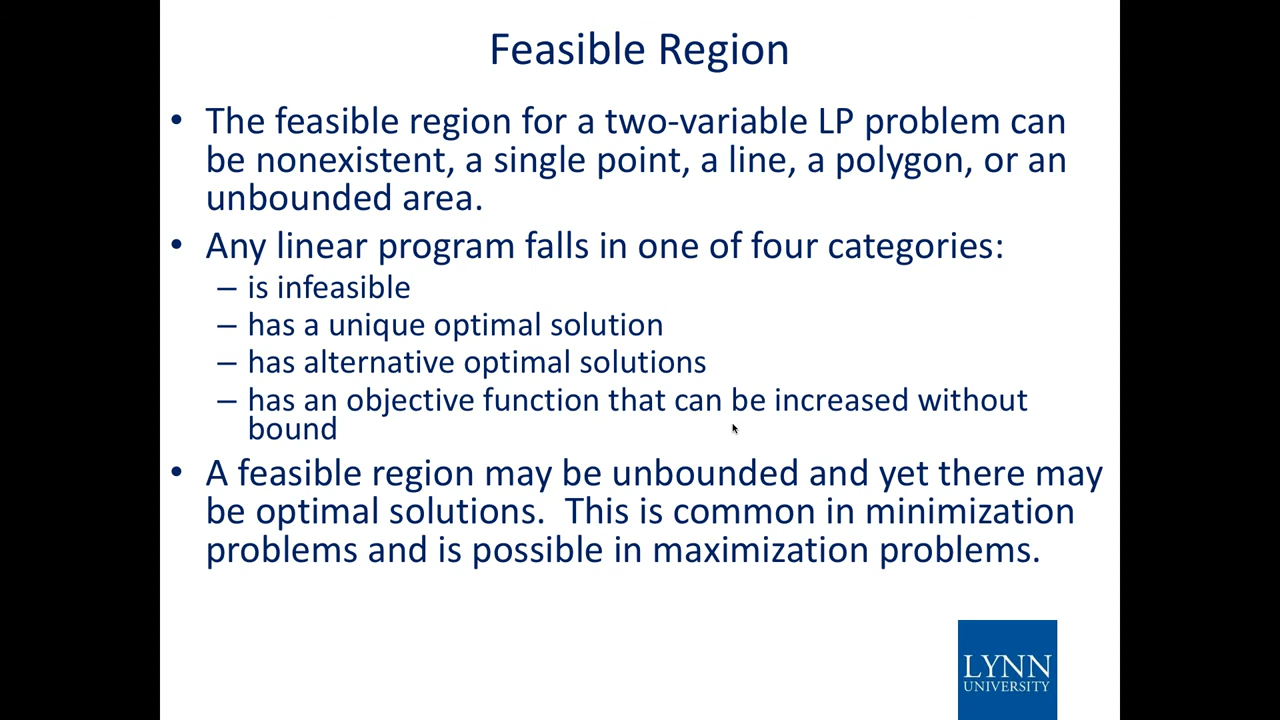 Feasible Region
• The feasible region for a two-variable LP problem can
be nonexistent, a single point, a line, a polygon, or an
unbounded area.
• Any linear program falls in one of four categories:
– is infeasible
– has a unique optimal solution
– has alternative optimal solutions
– has an objective function that can be increased without
bound
• A feasible region may be unbounded and yet there may
be optimal solutions.  This is common in minimization
problems and is possible in maximization problems.
LYNN
UNIVERSITY